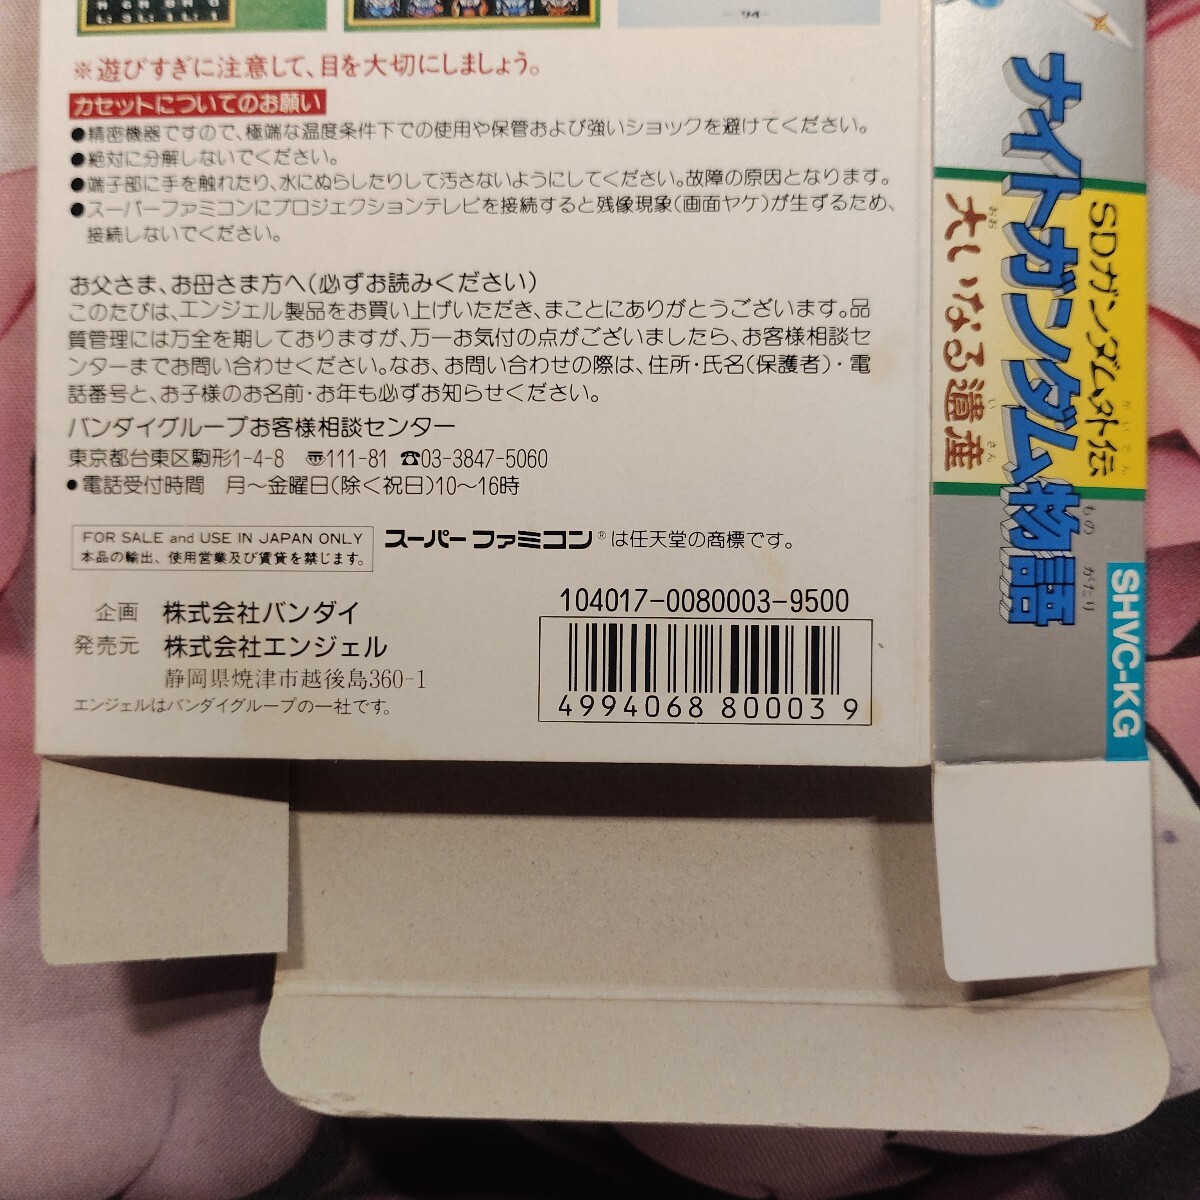 -94-
※遊びすぎに注意して、目を大切にしましょう。
カセットについてのお願い
●精密機器ですので、極端な温度条件下での使用や保管および強いショックを避けてください。
●絶対に分解しないでください。
●端子部に手を触れたり、水にぬらしたりして汚さないようにしてください。故障の原因となります。
●スーパーファミコンにプロジェクションテレビを接続すると残像現象(画面ヤケ)が生ずるため、
接続しないでください。
お父さま、お母さま方へ(必ずお読みください)
このたびは、エンジェル製品をお買い上げいただき、まことにありがとうございます。品
質管理には万全を期しておりますが、万一お気付の点がございましたら、お客様相談セ
ンターまでお問い合わせください。なお、お問い合わせの際は、住所・氏名(保護者)・電
話番号と、お子様のお名前・お年も必ずお知らせください。
バンダイグループお客様相談センター
東京都台東区駒形1-4-8 〠111-81 ☎03-3847-5060
●電話受付時間 月〜金曜日(除く祝日)10〜16時
FOR SALE and USE IN JAPAN ONLY
本品の輸出、使用営業及び賃貸を禁じます。
スーパーファミコン®は任天堂の商標です。
企画 株式会社バンダイ
発売元 株式会社エンジェル
静岡県焼津市越後島360-1
エンジェルはバンダイグループの一社です。
104017-0080003-9500
4994068 80003 9
SDガンダム外伝
がいでん
ナイトガンダム物語
ものがたり
大いなる遺産
おおいさん
SHVC-KG